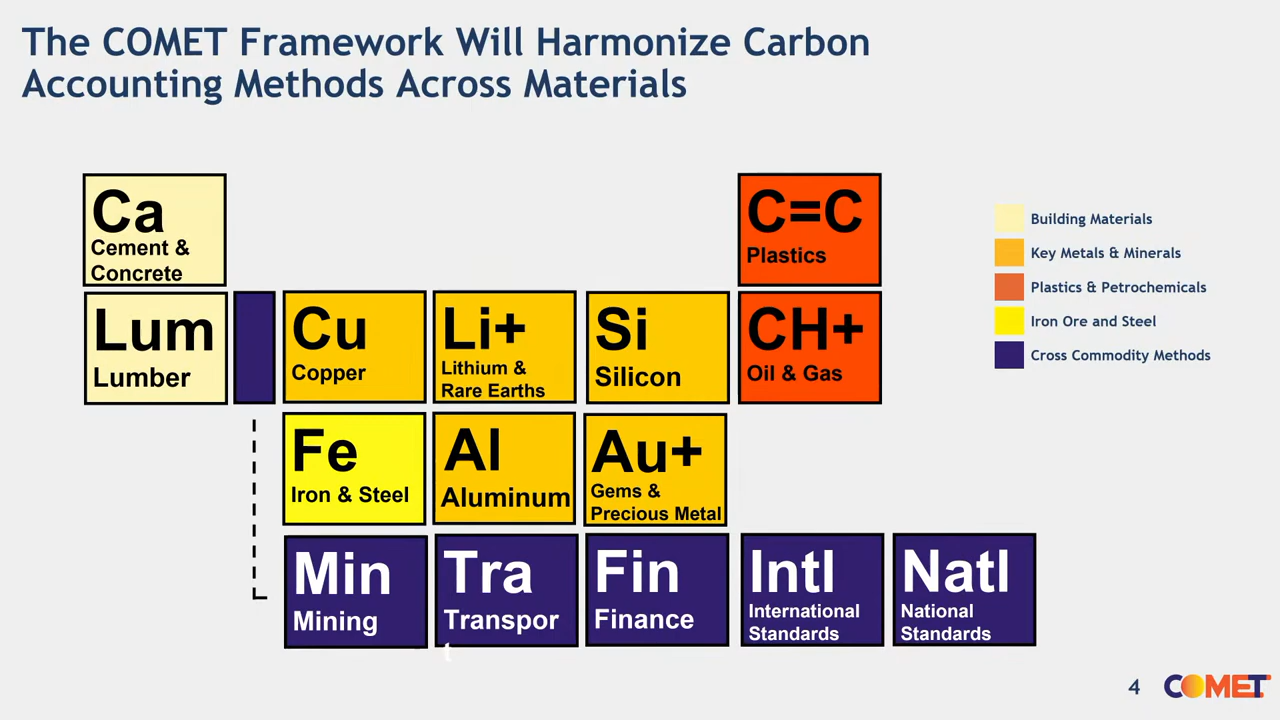 The COMET Framework Will Harmonize Carbon
Accounting Methods Across Materials
Ca
Cement &
Concrete
C=C
Plastics
Building Materials
Key Metals & Minerals
Plastics & Petrochemicals
Iron Ore and Steel
Cross Commodity Methods
Lum
Lumber
Cu
Copper
Li+
Lithium &
Rare Earths
Si
Silicon
CH+
Oil & Gas
Fe
Iron & Steel
Al
Aluminum
Au+
Gems &
Precious Metal
Min
Mining
Tra
Transpor
t
Fin
Finance
Intl
International
Standards
Natl
National
Standards
4
COMET